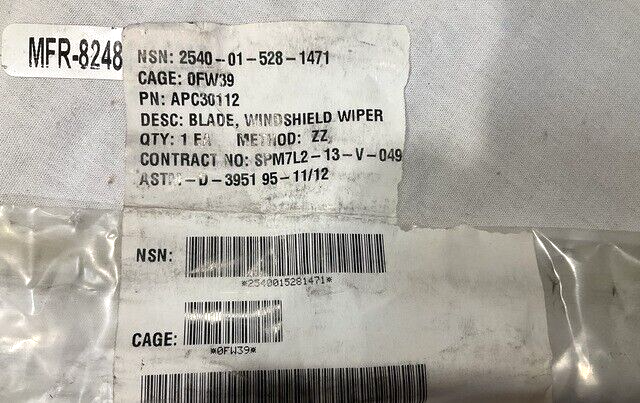 MFR-8248
NSN: 2540-01-528-1471
CAGE: 0FW39
PN: APC30112
DESC: BLADE, WINDSHIELD WIPER
QTY: 1 EA METHOD: ZZ
CONTRACT NO: SPM7L2-13-V-049
ASTM-D-3951 95-11/12
NSN:
*2540015281471*
CAGE:
*0FW39*